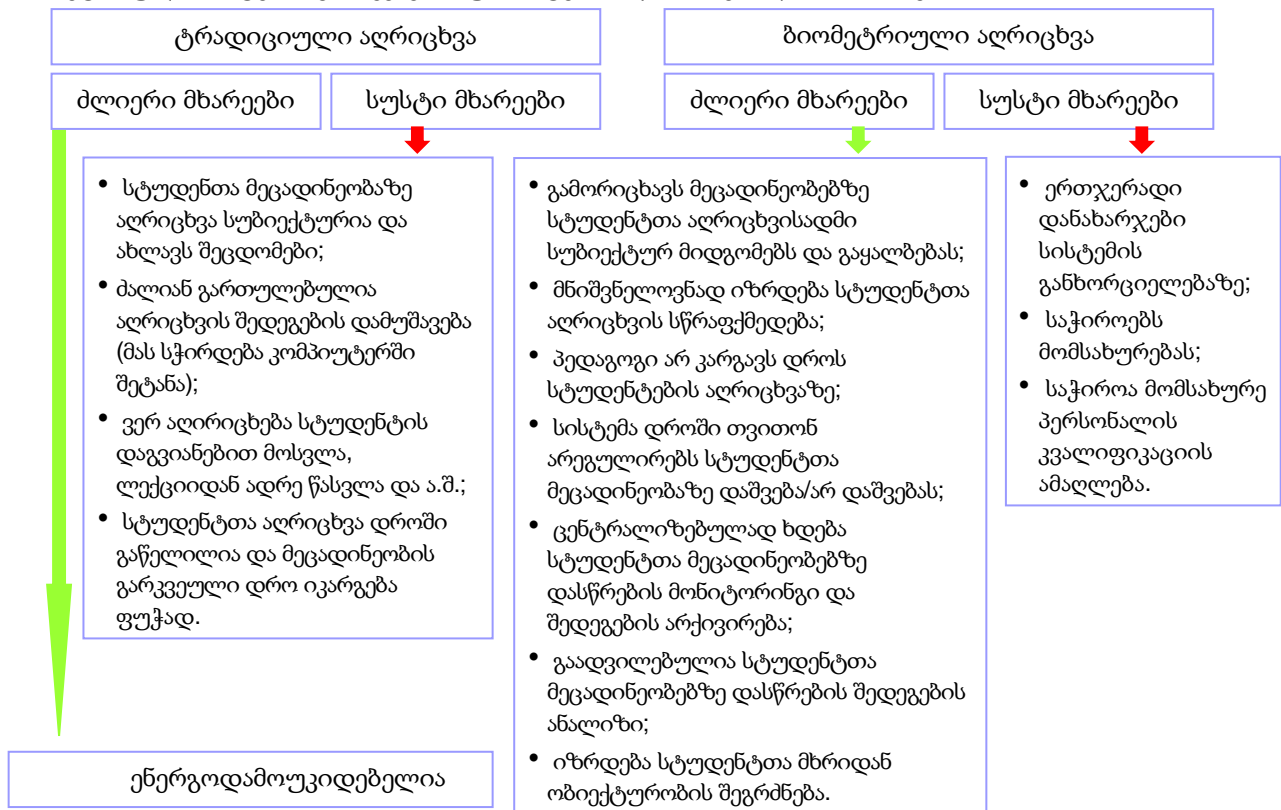 ტრადიციული აღრიცხვა
ძლიერი მხარეები
სუსტი მხარეები
• სტუდენთა მეცადინეობაზე
აღრიცხვა სუბიექტურია და
ახლავს შეცდომები;
• ძალიან გართულებულია
აღრიცხვის შედეგების დამუშავება
(მას სჭირდება კომპიუტერში
შეტანა);
• ვერ აღირიცხება სტუდენტის
დაგვიანებით მოსვლა,
ლექციიდან ადრე წასვლა და ა.შ.;
• სტუდენტთა აღრიცხვა დროში
გაწელილია და მეცადინეობის
გარკვეული დრო იკარგება
ფუჭად.
ენერგოდამოუკიდებელია
ბიომეტრიული აღრიცხვა
ძლიერი მხარეები
სუსტი მხარეები
• გამორიცხავს მეცადინეობებზე
სტუდენტთა აღრიცხვისადმი
სუბიექტურ მიდგომებს და გაყალბებას;
• მნიშვნელოვნად იზრდება სტუდენტთა
აღრიცხვის სწრაფქმედება;
• პედაგოგი არ კარგავს დროს
სტუდენტების აღრიცხვაზე;
• სისტემა დროში თვითონ
არეგულირებს სტუდენტთა
მეცადინეობაზე დაშვება/არ დაშვებას;
• ცენტრალიზებულად ხდება
სტუდენტთა მეცადინეობებზე
დასწრების მონიტორინგი და
შედეგების არქივირება;
• გაადვილებულია სტუდენტთა
მეცადინეობებზე დასწრების შედეგების
ანალიზი;
• იზრდება სტუდენტთა მხრიდან
ობიექტურობის შეგრძნება.
• ერთჯერადი
დანახარჯები
სისტემის
განხორციელებაზე;
• საჭიროებს
მომსახურებას;
• საჭიროა მომსახურე
პერსონალის
კვალიფიკაციის
ამაღლება.